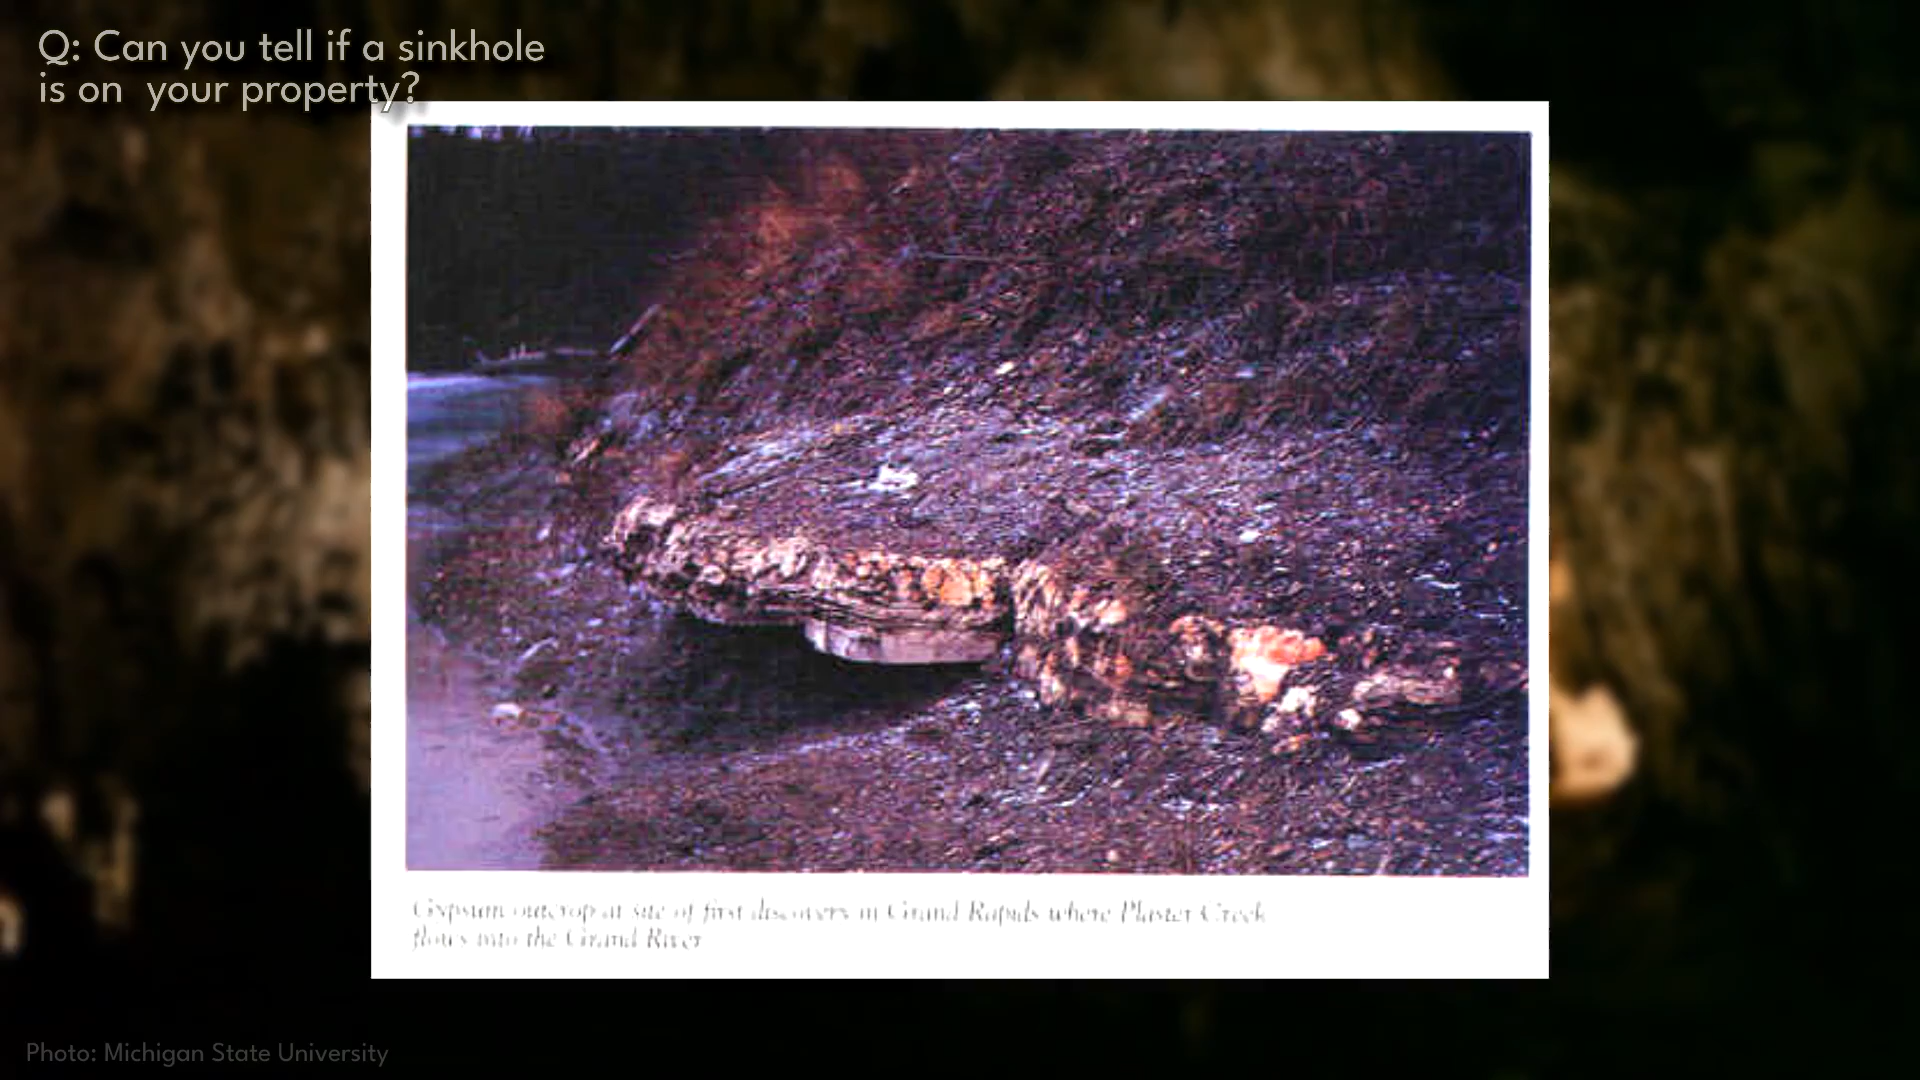 Q: Can you tell if a sinkhole
is on your property?
Gypsum outcrop at site of first discovery in Grand Rapids where Plaster Creek
flows into the Grand River
Photo: Michigan State University